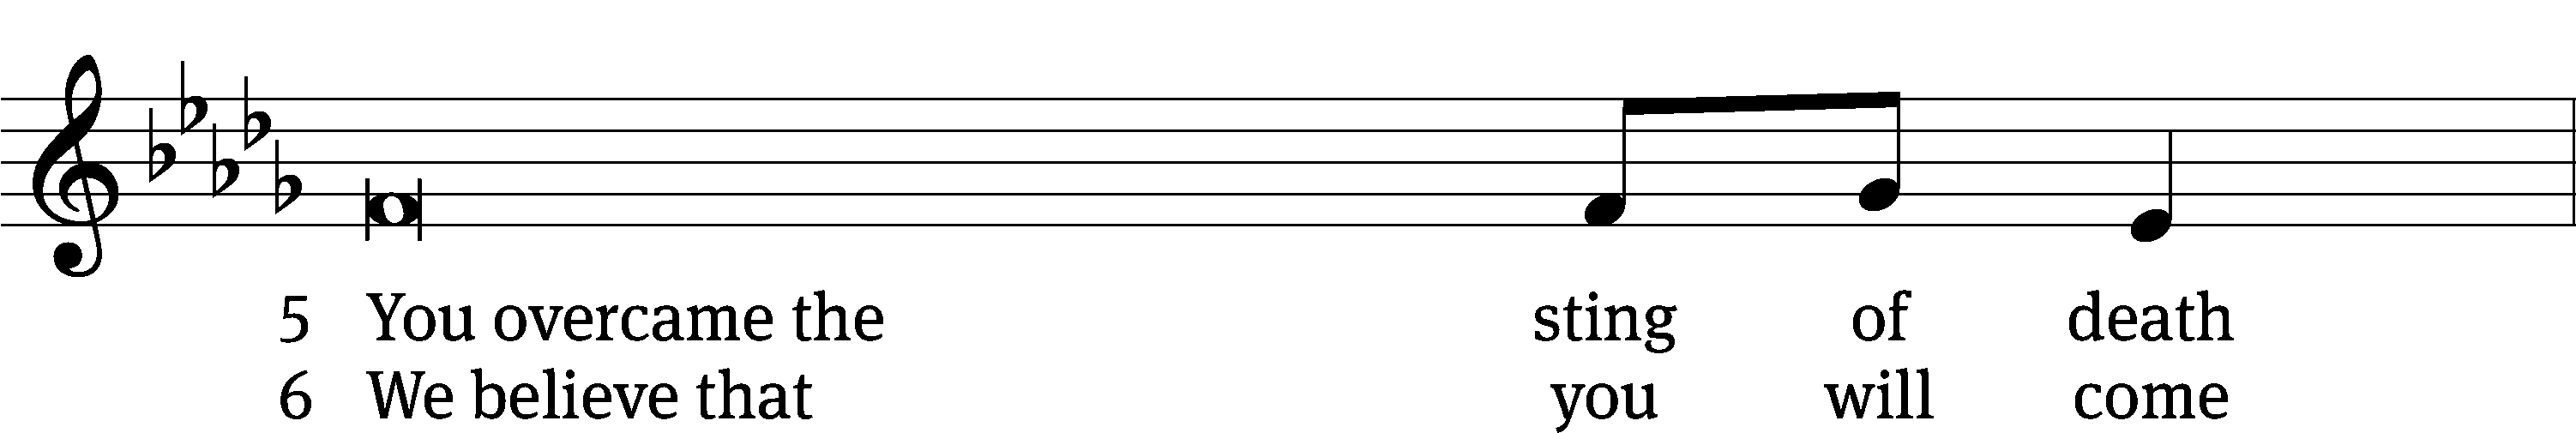 5 You overcame the sting of death
6 We believe that you will come